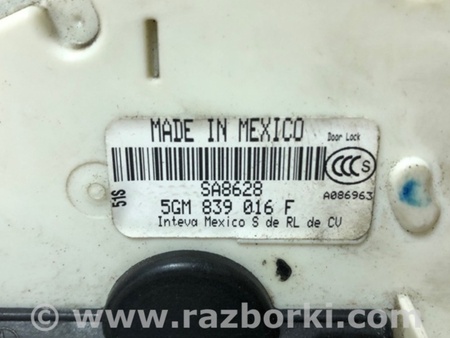 MADE IN MEXICO
Door Lock
CCC S
SA8628
A086963
51S
5GM 839 016 F
Inteva Mexico S de RL de CV
© www.razborki.com